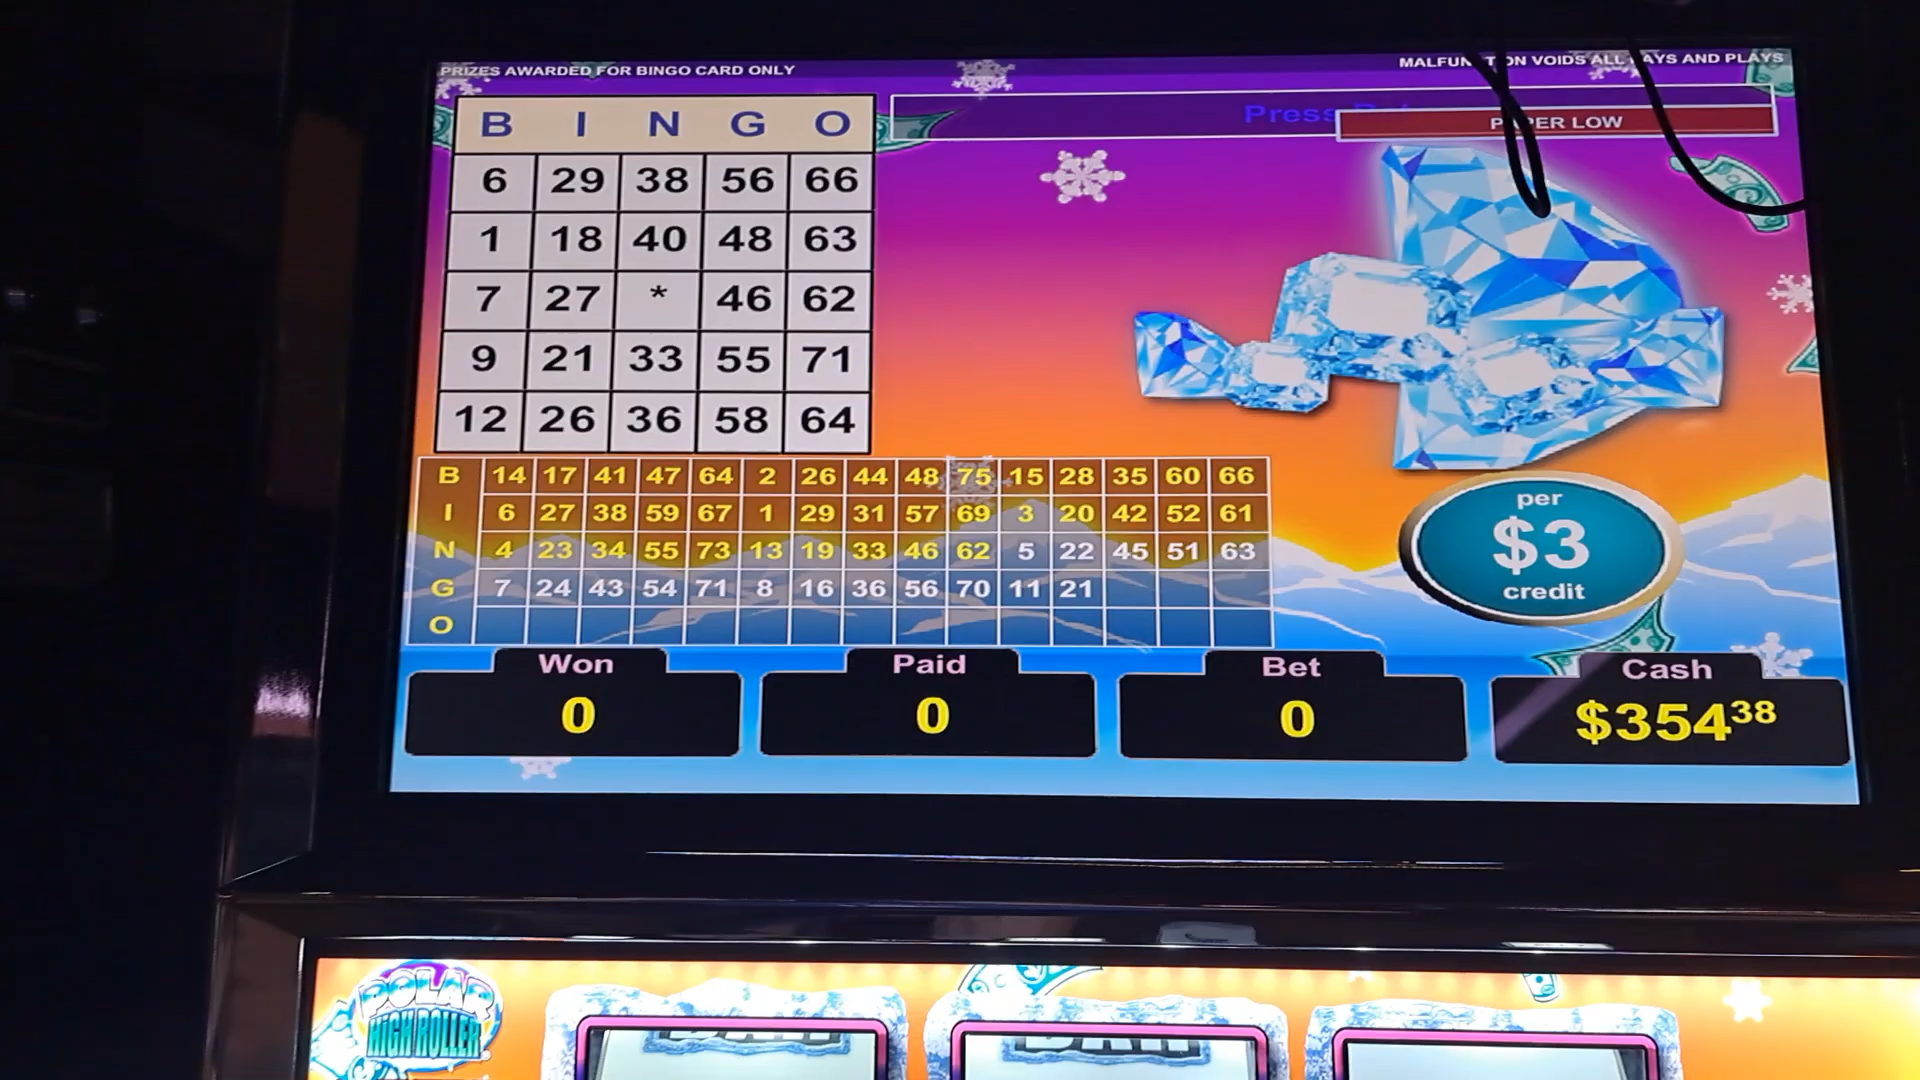 PRIZES AWARDED FOR BINGO CARD ONLY
VOIDS ALL AND PLAYS
Press
LOW
B I N G O
6 29 38 56 66
1 18 40 48 63
7 27 * 46 62
9 21 33 55 71
12 26 36 58 64
B 14 17 41 47 64 2 26 44 48 75 15 28 35 60 66
I 6 27 38 59 67 1 29 31 57 69 3 20 42 52 61
N 4 23 34 55 73 13 19 33 46 62 5 22 45 51 63
G 7 24 43 54 71 8 16 36 56 70 11 21
O
per
$3
credit
Won
0
Paid
0
Bet
0
Cash
$35438
POLAR
HIGH ROLLER